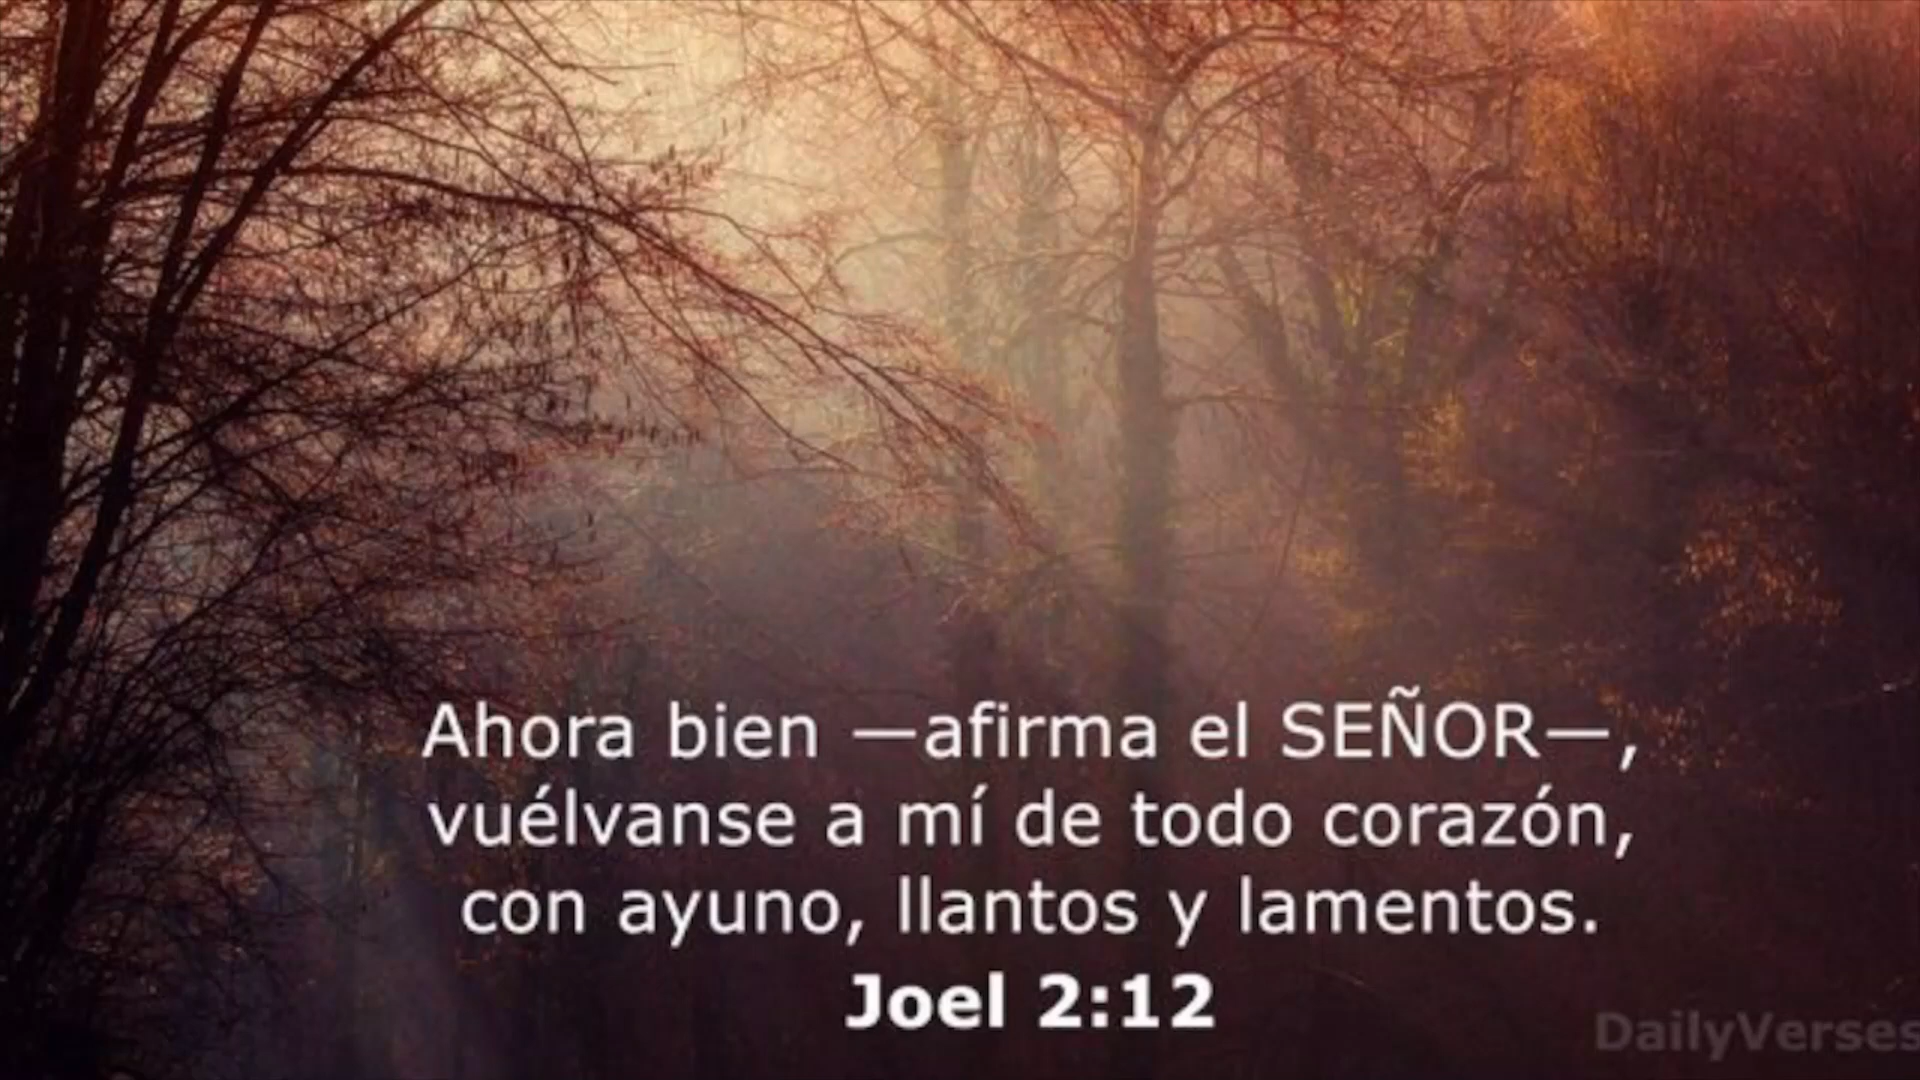 Ahora bien —afirma el SEÑOR—,
vuélvanse a mí de todo corazón,
con ayuno, llantos y lamentos.
Joel 2:12
DailyVerses